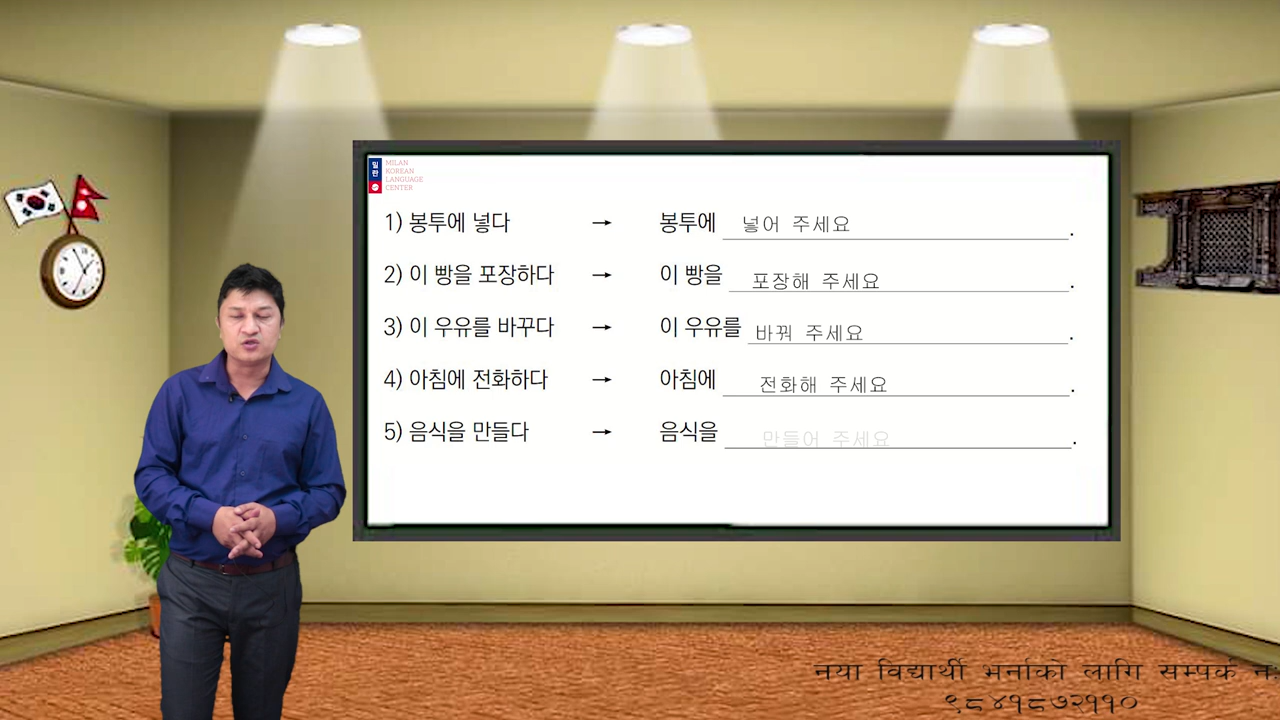 밀란
MILAN
KOREAN
LANGUAGE
CENTER
1) 봉투에 넣다 → 봉투에 넣어 주세요.
2) 이 빵을 포장하다 → 이 빵을 포장해 주세요.
3) 이 우유를 바꾸다 → 이 우유를 바꿔 주세요.
4) 아침에 전화하다 → 아침에 전화해 주세요.
5) 음식을 만들다 → 음식을 만들어 주세요.
नया विद्यार्थी भर्नाको लागि सम्पर्क न:
९८४१८७२११०